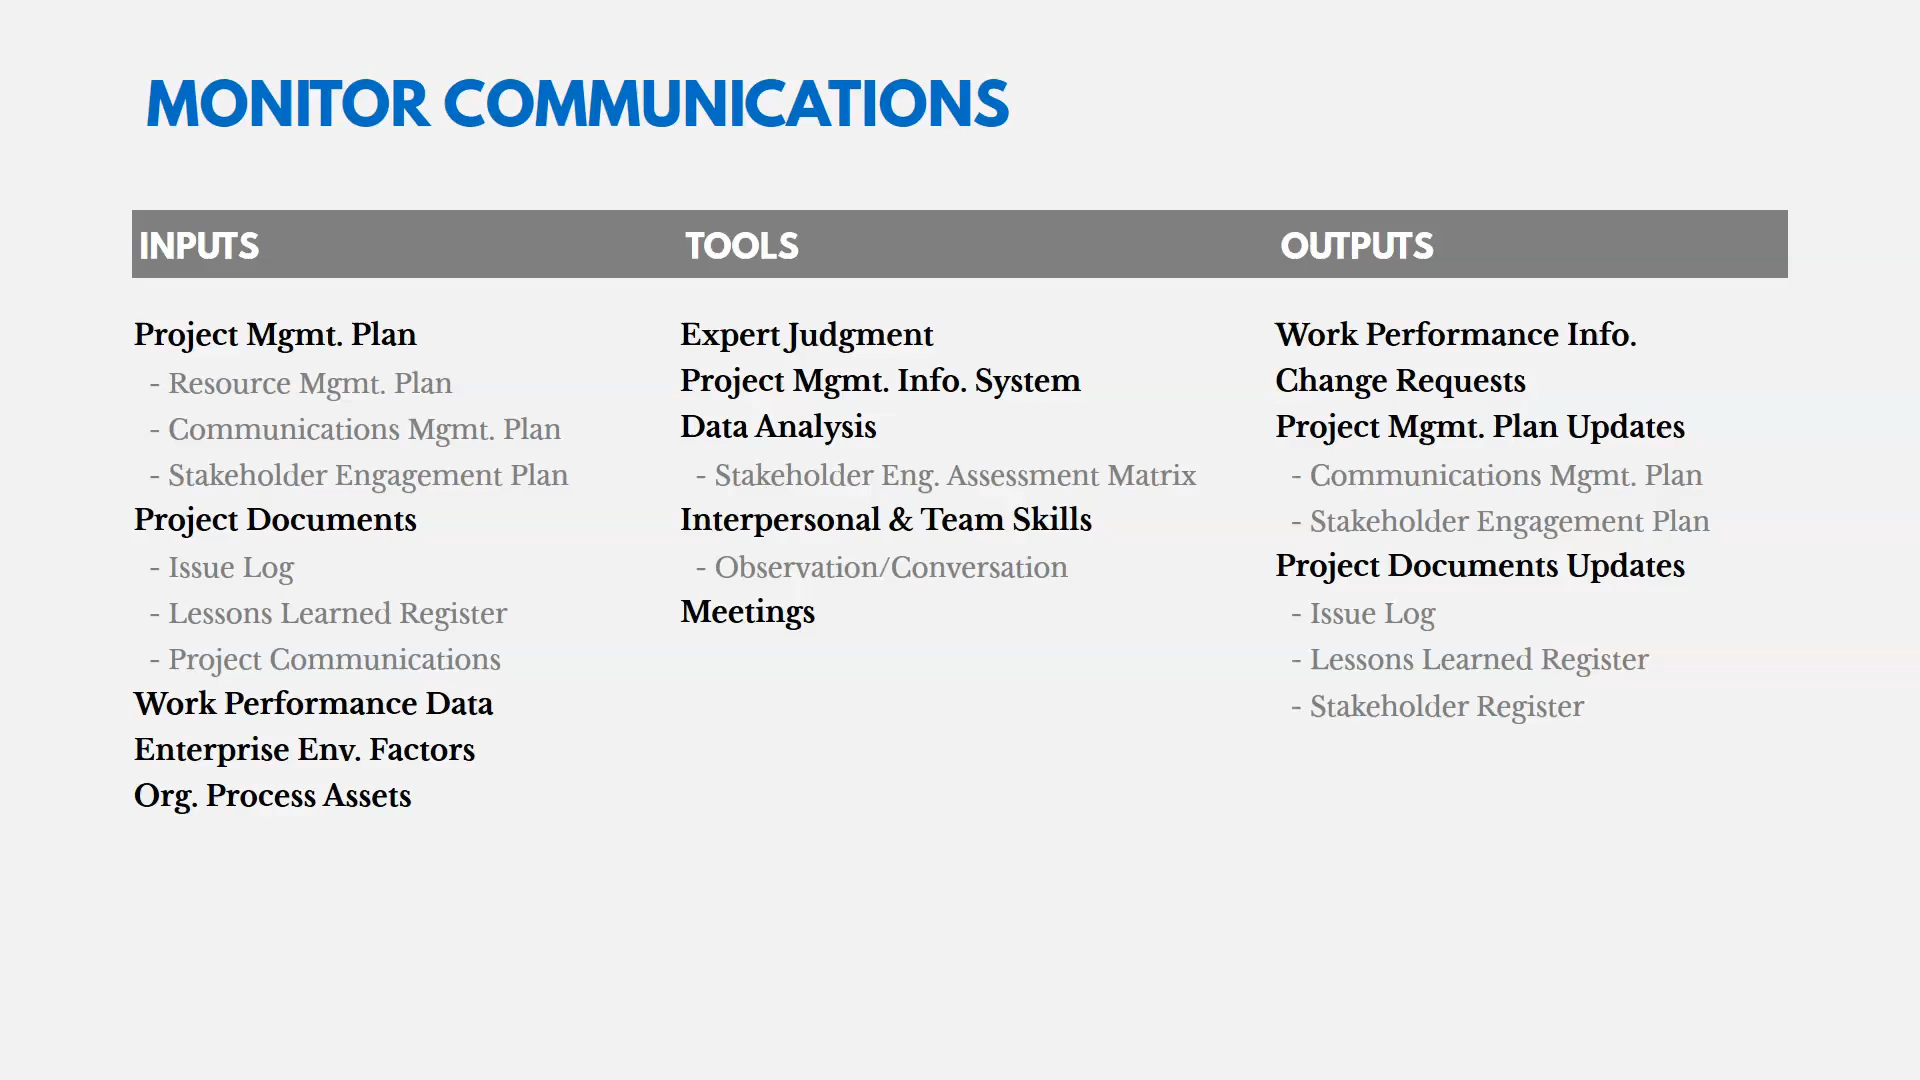 MONITOR COMMUNICATIONS
INPUTS
Project Mgmt. Plan
- Resource Mgmt. Plan
- Communications Mgmt. Plan
- Stakeholder Engagement Plan
Project Documents
- Issue Log
- Lessons Learned Register
- Project Communications
Work Performance Data
Enterprise Env. Factors
Org. Process Assets
TOOLS
Expert Judgment
Project Mgmt. Info. System
Data Analysis
- Stakeholder Eng. Assessment Matrix
Interpersonal & Team Skills
- Observation/Conversation
Meetings
OUTPUTS
Work Performance Info.
Change Requests
Project Mgmt. Plan Updates
- Communications Mgmt. Plan
- Stakeholder Engagement Plan
Project Documents Updates
- Issue Log
- Lessons Learned Register
- Stakeholder Register